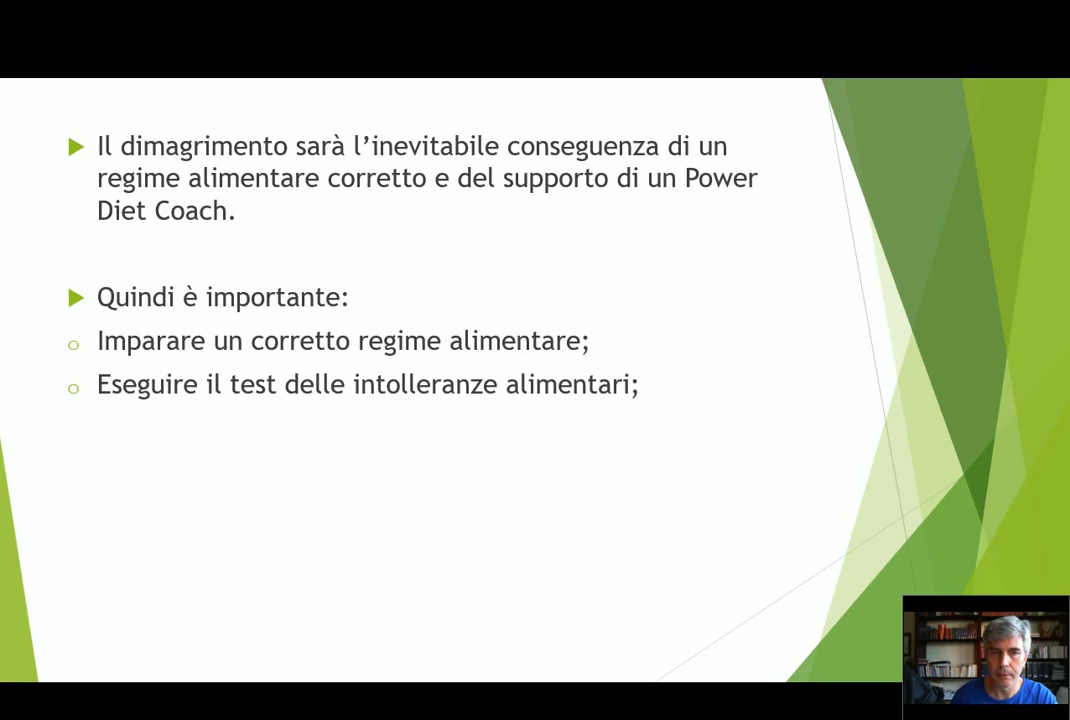 Il dimagrimento sarà l’inevitabile conseguenza di un
regime alimentare corretto e del supporto di un Power
Diet Coach.
Quindi è importante:
Imparare un corretto regime alimentare;
Eseguire il test delle intolleranze alimentari;